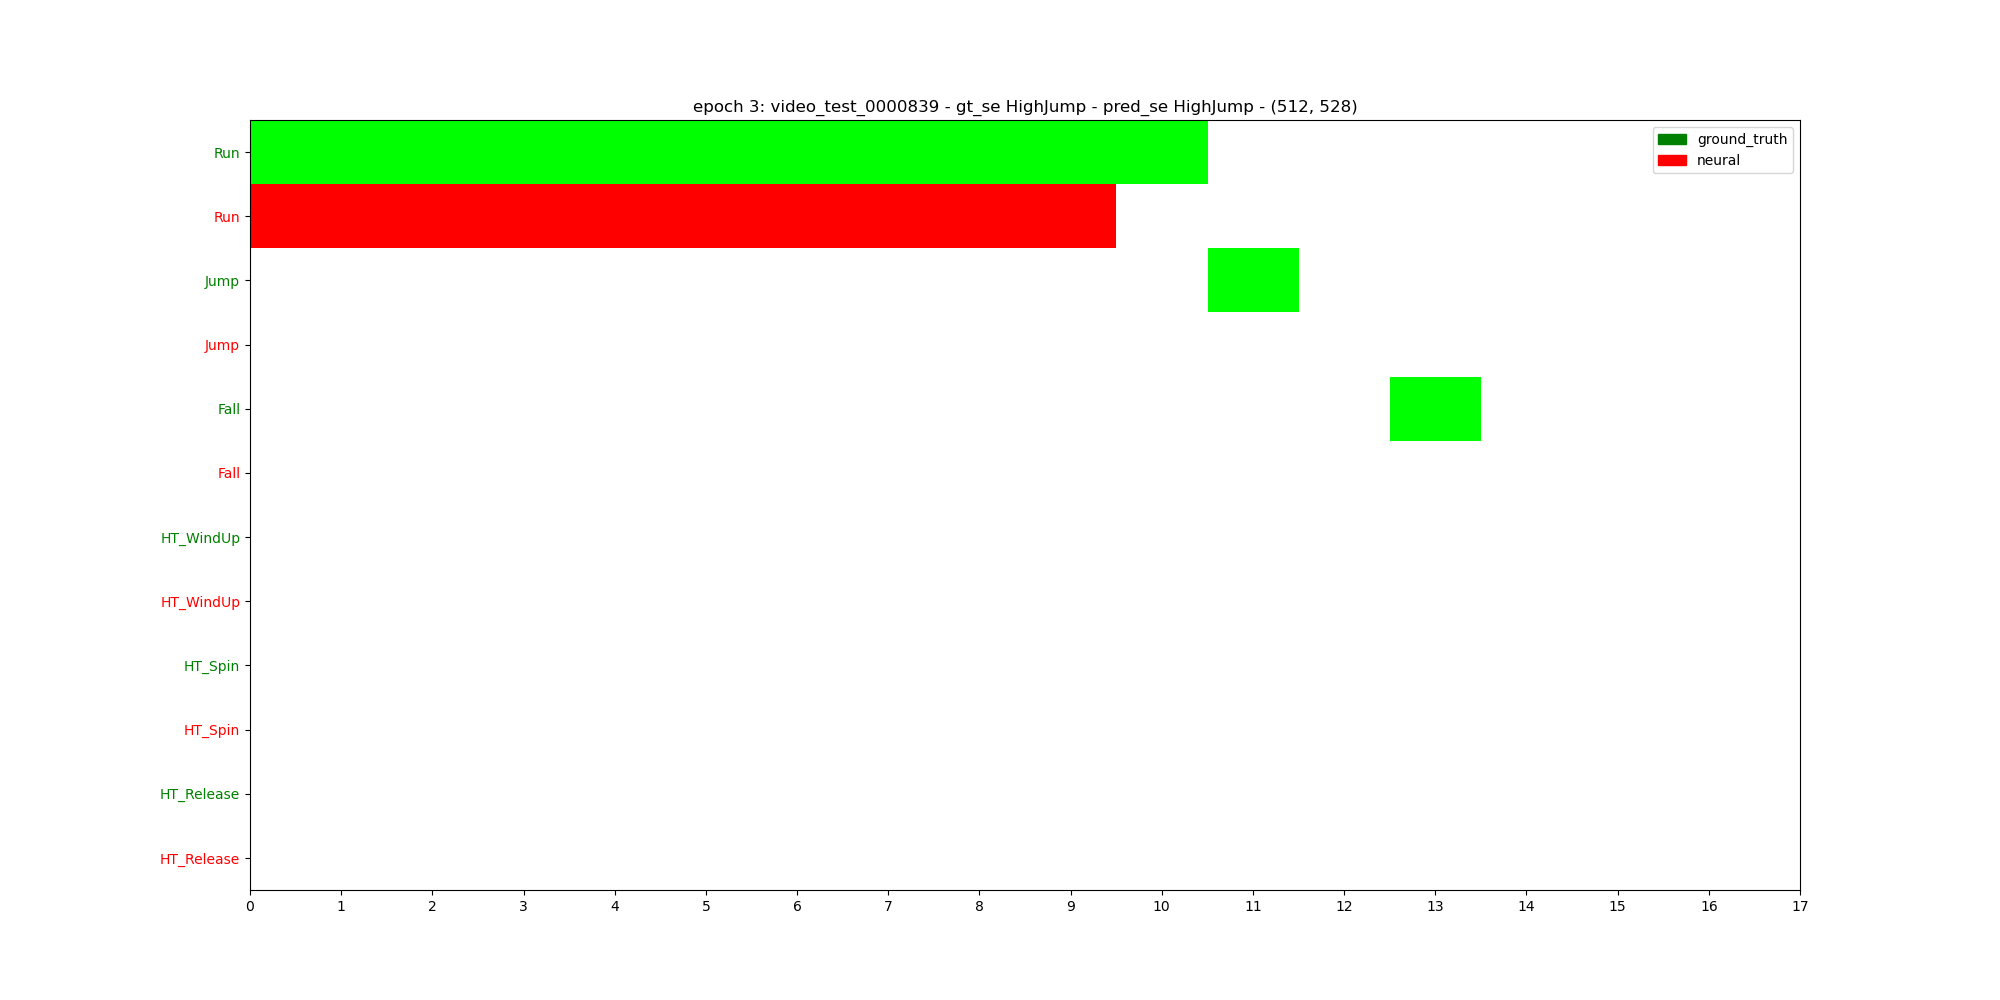 epoch 3: video_test_0000839 - gt_se HighJump - pred_se HighJump - (512, 528)
ground_truth
neural
Run
Run
Jump
Jump
Fall
Fall
HT_WindUp
HT_WindUp
HT_Spin
HT_Spin
HT_Release
HT_Release
0 1 2 3 4 5 6 7 8 9 10 11 12 13 14 15 16 17